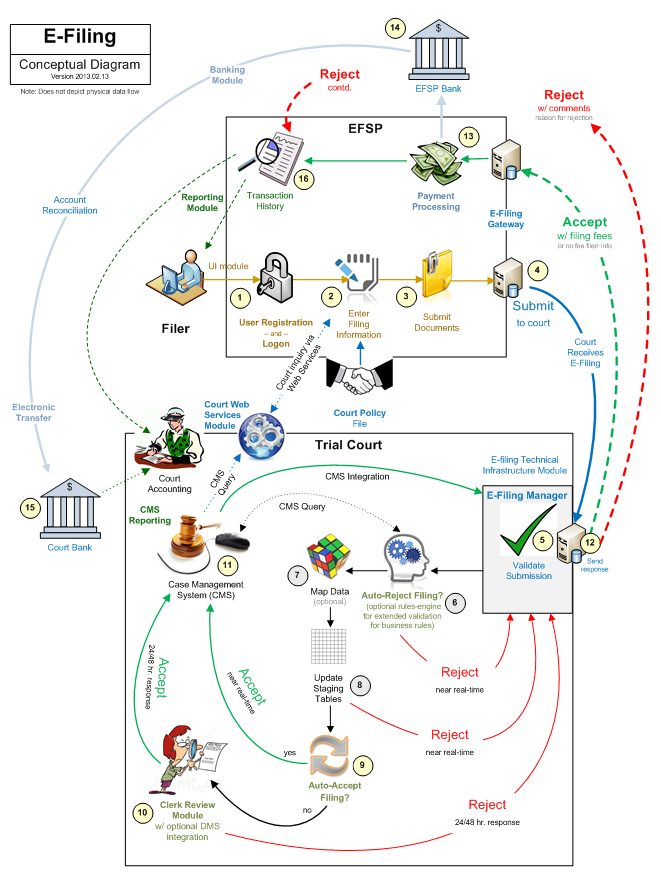 E-Filing
Conceptual Diagram
Version 2013.02.13
Note: Does not depict physical data flow
14
$
EFSP Bank
Banking
Module
Reject
contd.
Reject
w/ comments
reason for rejection
EFSP
13
16
Transaction
History
Payment
Processing
E-Filing
Gateway
Reporting
Module
Account
Reconciliation
Accept
w/ filing fees
or no fee filerr info
UI module
Filer
1
2
3
4
User Registration
-- and --
Logon
Enter
Filing
Information
Submit
Documents
Submit
to court
Court
Receives
E-Filing
Court inquiry via
Web Services
Court Policy
File
Electronic
Transfer
Court Web
Services
Module
Trial Court
Court
Accounting
CMS
Query
CMS Integration
E-filing Technical
Infrastructure Module
E-Filing Manager
$
15
Court Bank
CMS
Reporting
CMS Query
5
12
Validate
Submission
Send
response
11
Case Management
System (CMS)
7
Map Data
(optional)
Auto-Reject Filing?
6
(optional rules-engine
for extended validation
for business rules)
Reject
near real-time
Update
Staging
Tables
8
Accept
24/48 hr. response
Accept
near real-time
Reject
near real-time
yes
9
Auto-Accept
Filing?
no
10
Clerk Review
Module
w/ optional DMS
integration
Reject
24/48 hr. response